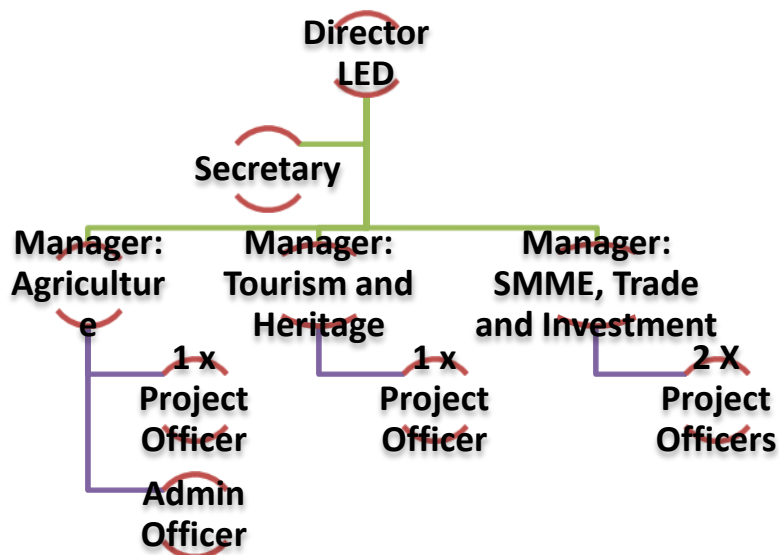 Director
LED
Secretary
Manager:
Agricultur
e
Manager:
Tourism and
Heritage
Manager:
SMME, Trade
and Investment
1 x
Project
Officer
1 x
Project
Officer
2 X
Project
Officers
Admin
Officer